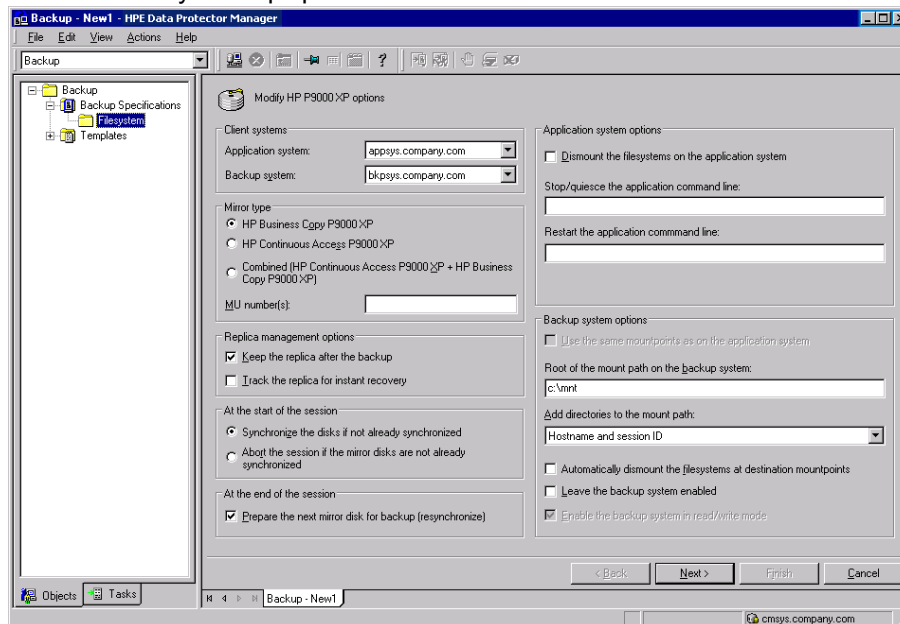 Backup - New1 - HPE Data Protector Manager
File Edit View Actions Help
Backup
Backup
Backup Specifications
Filesystem
Templates
Modify HP P9000 XP options
Client systems
Application system:
appsys.company.com
Backup system:
bkpsys.company.com
Mirror type
HP Business Copy P9000 XP
HP Continuous Access P9000 XP
Combined (HP Continuous Access P9000 XP + HP Business
Copy P9000 XP)
MU number(s):
Replica management options
Keep the replica after the backup
Track the replica for instant recovery
At the start of the session
Synchronize the disks if not already synchronized
Abort the session if the mirror disks are not already
synchronized
At the end of the session
Prepare the next mirror disk for backup (resynchronize)
Application system options
Dismount the filesystems on the application system
Stop/quiesce the application command line:
Restart the application commmand line:
Backup system options
Use the same mountpoints as on the application system
Root of the mount path on the backup system:
c:\mnt
Add directories to the mount path:
Hostname and session ID
Automatically dismount the filesystems at destination mountpoints
Leave the backup system enabled
Enable the backup system in read/write mode
< Back
Next >
Finish
Cancel
Objects
Tasks
Backup - New1
cmsys.company.com